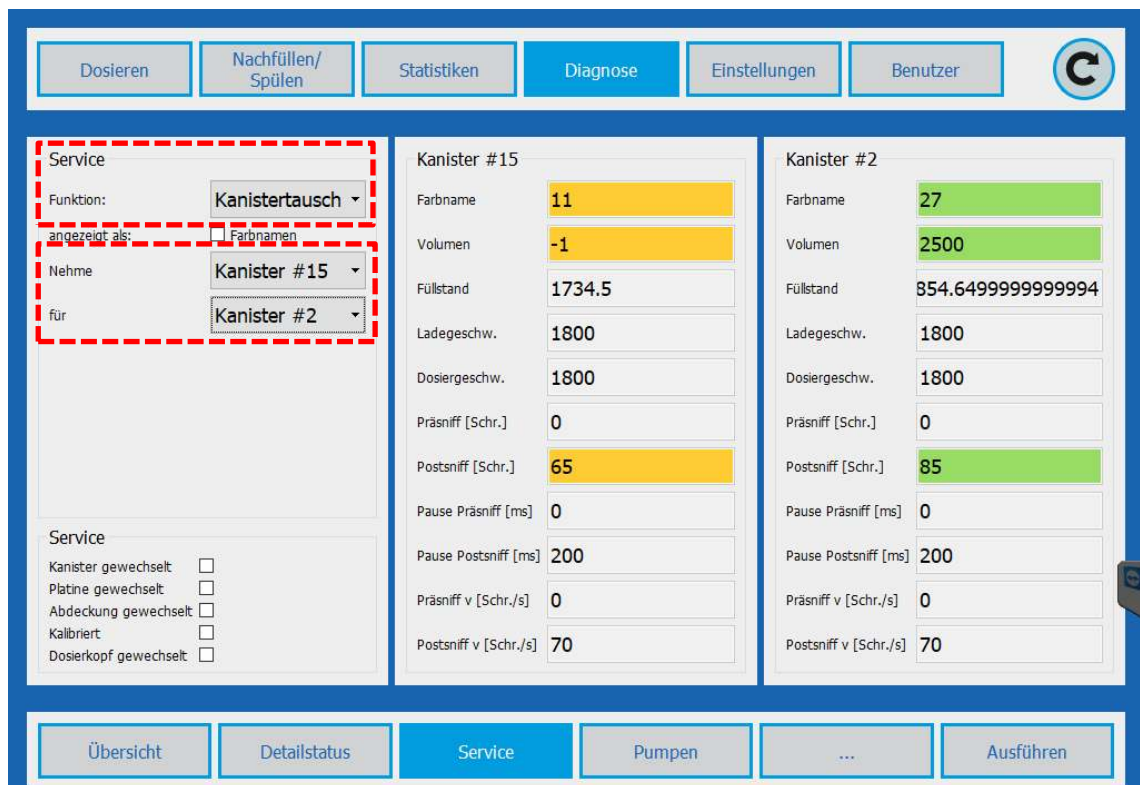 Dosieren
Nachfüllen/
Spülen
Statistiken
Diagnose
Einstellungen
Benutzer
Service
Funktion:
Kanistertausch
angezeigt als:
Farbnamen
Nehme
Kanister #15
für
Kanister #2
Service
Kanister gewechselt
Platine gewechselt
Abdeckung gewechselt
Kalibriert
Dosierkopf gewechselt
Kanister #15
Farbname 11
Volumen -1
Füllstand 1734.5
Ladegeschw. 1800
Dosiergeschw. 1800
Präsniff [Schr.] 0
Postsniff [Schr.] 65
Pause Präsniff [ms] 0
Pause Postsniff [ms] 200
Präsniff v [Schr./s] 0
Postsniff v [Schr./s] 70
Kanister #2
Farbname 27
Volumen 2500
Füllstand 854.6499999999994
Ladegeschw. 1800
Dosiergeschw. 1800
Präsniff [Schr.] 0
Postsniff [Schr.] 85
Pause Präsniff [ms] 0
Pause Postsniff [ms] 200
Präsniff v [Schr./s] 0
Postsniff v [Schr./s] 70
Übersicht
Detailstatus
Service
Pumpen
...
Ausführen